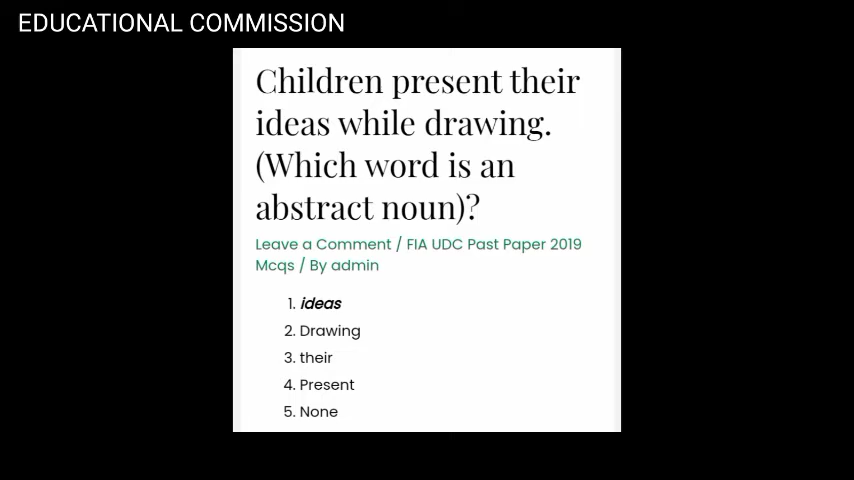 EDUCATIONAL COMMISSION
Children present their
ideas while drawing.
(Which word is an
abstract noun)?
Leave a Comment / FIA UDC Past Paper 2019
Mcqs / By admin
1. ideas
2. Drawing
3. their
4. Present
5. None